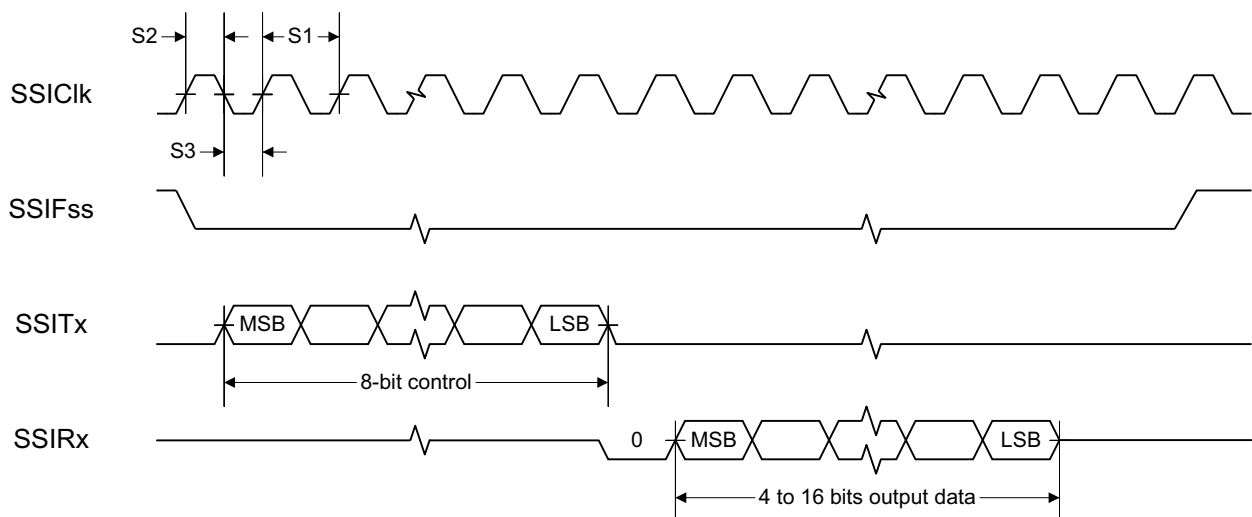 S2
S1
SSIClk
S3
SSIFss
SSITx
MSB
LSB
8-bit control
SSIRx
0
MSB
LSB
4 to 16 bits output data